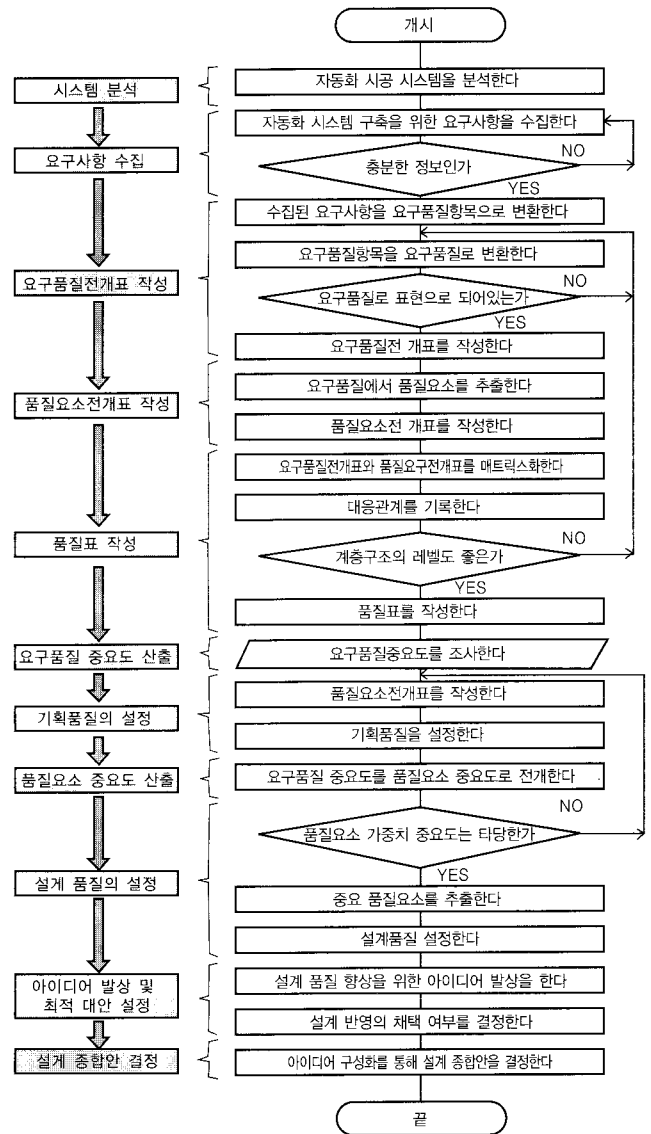 개시
시스템 분석
자동화 시공 시스템을 분석한다
요구사항 수집
자동화 시스템 구축을 위한 요구사항을 수집한다
충분한 정보인가
NO
YES
요구품질전개표 작성
수집된 요구사항을 요구품질항목으로 변환한다
요구품질항목을 요구품질로 변환한다
요구품질로 표현으로 되어있는가
NO
YES
요구품질전 개표를 작성한다
품질요소전개표 작성
요구품질에서 품질요소를 추출한다
품질요소전 개표를 작성한다
품질표 작성
요구품질전개표와 품질요구전개표를 매트릭스화한다
대응관계를 기록한다
계층구조의 레벨도 좋은가
NO
YES
품질표를 작성한다
요구품질 중요도 산출
요구품질중요도를 조사한다
기획품질의 설정
품질요소전개표를 작성한다
기획품질을 설정한다
품질요소 중요도 산출
요구품질 중요도를 품질요소 중요도로 전개한다
설계 품질의 설정
품질요소 가중치 중요도는 타당한가
NO
YES
중요 품질요소를 추출한다
설계품질 설정한다
아이디어 발상 및
최적 대안 설정
설계 품질 향상을 위한 아이디어 발상을 한다
설계 반영의 채택 여부를 결정한다
설계 종합안 결정
아이디어 구성화를 통해 설계 종합안을 결정한다
끝